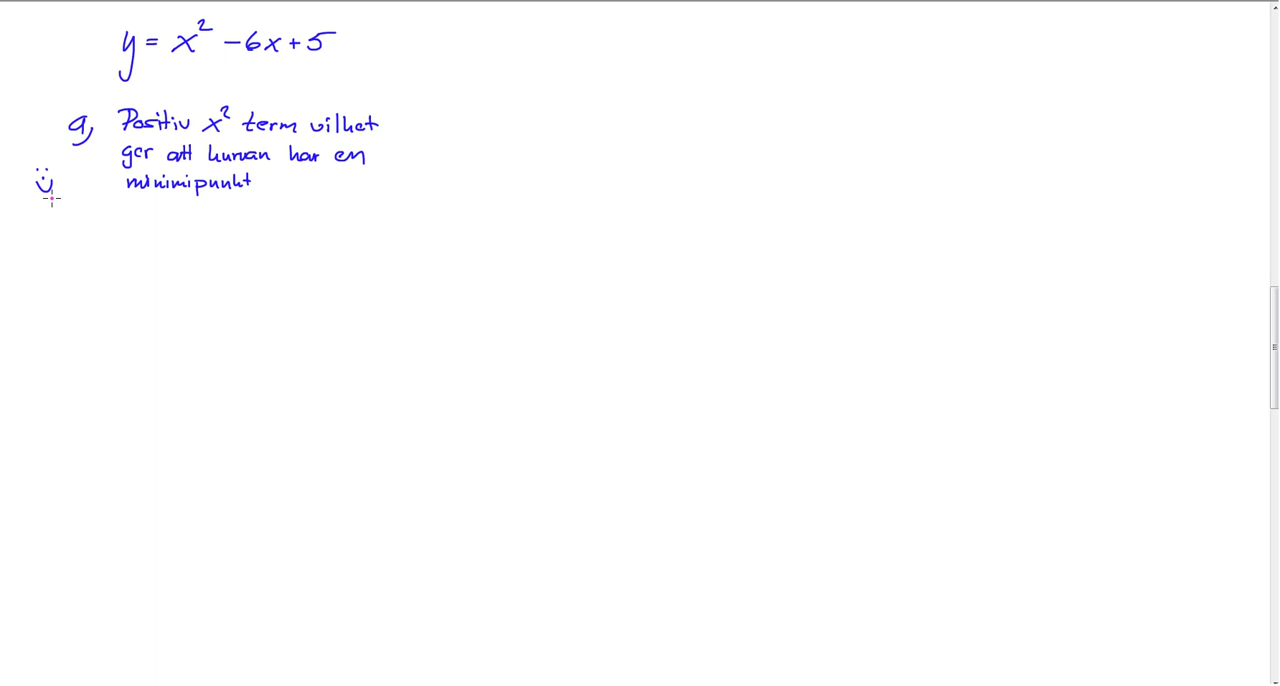 y = x² - 6x + 5
a, Positiv x² term vilket
ger att kurvan har en
minimipunkt